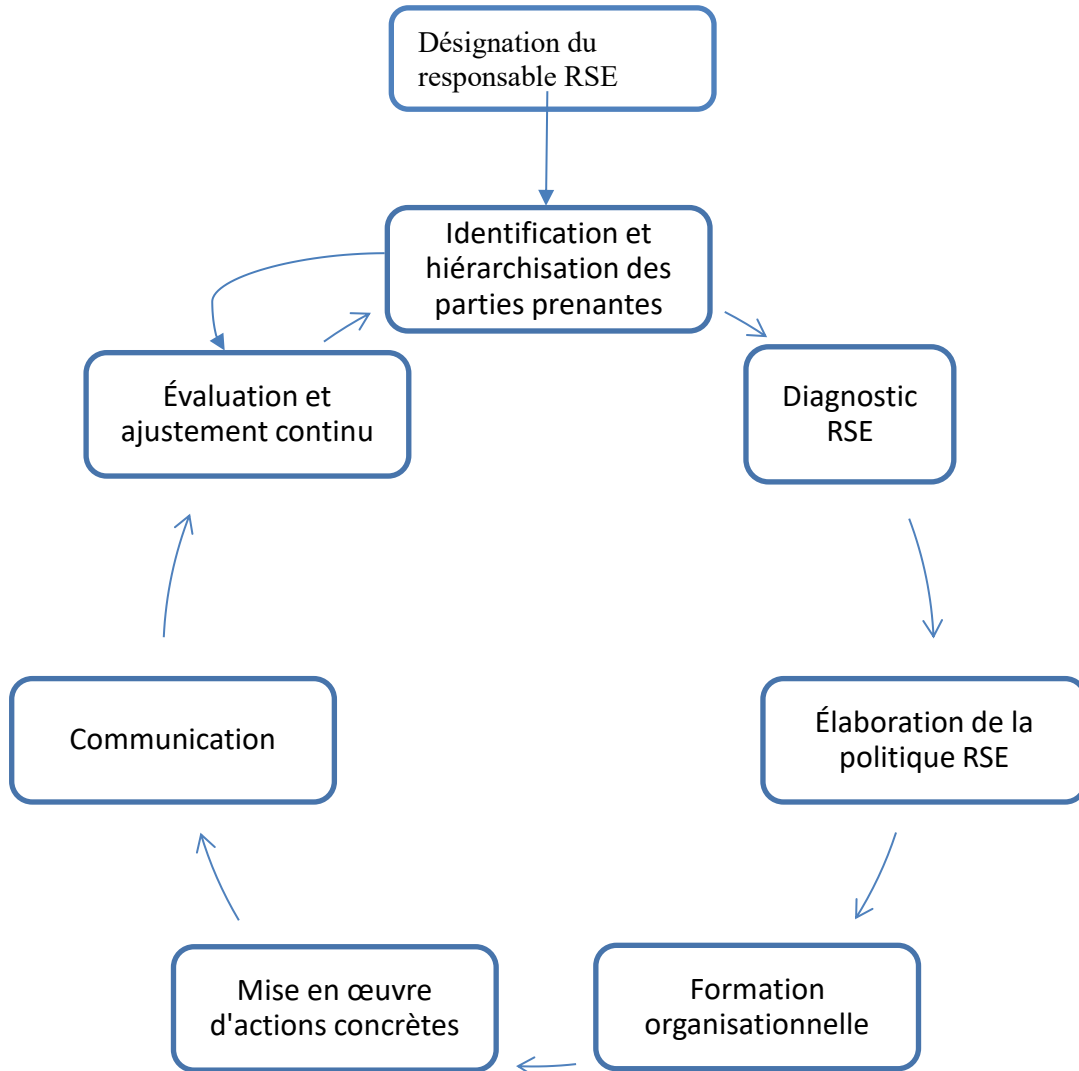 Désignation du
responsable RSE
Identification et
hiérarchisation des
parties prenantes
Diagnostic
RSE
Élaboration de la
politique RSE
Formation
organisationnelle
Mise en œuvre
d'actions concrètes
Communication
Évaluation et
ajustement continu